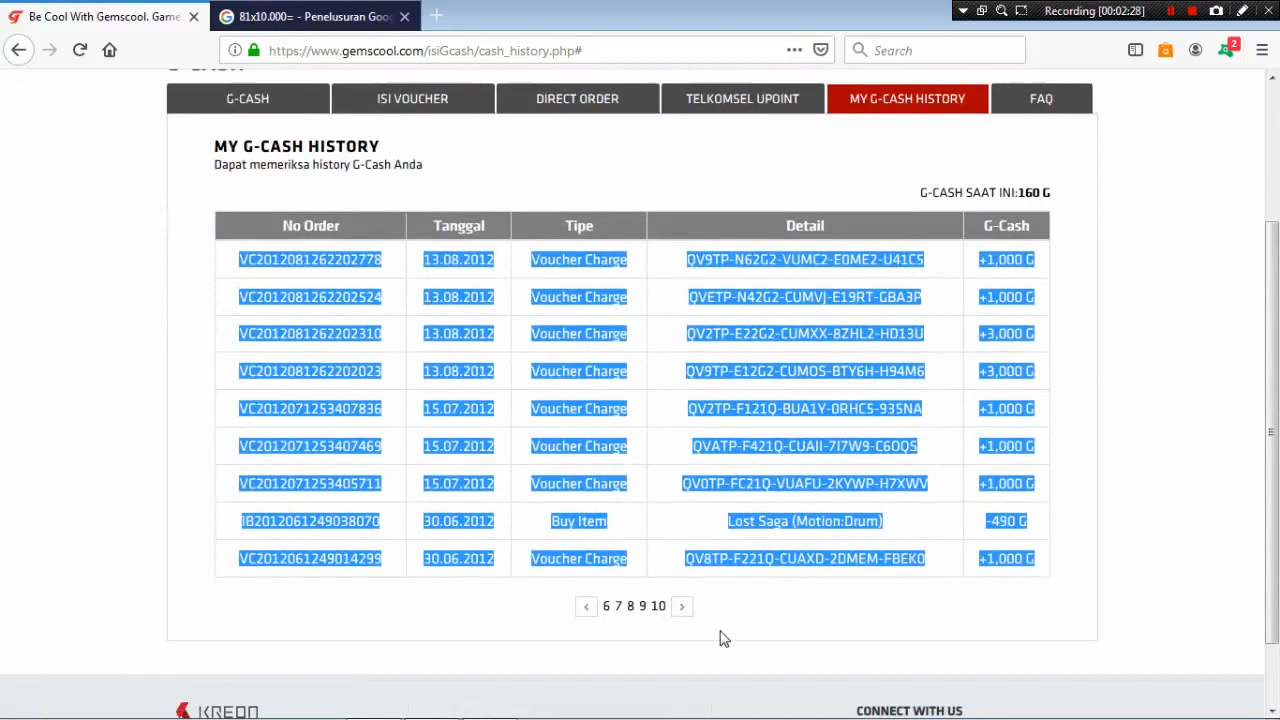 Be Cool With Gemscool. Game
81x10.000= - Penelusuran Goo
Recording [00:02:28]
https://www.gemscool.com/isiGcash/cash_history.php#
Search
2
G-CASH ISI VOUCHER DIRECT ORDER TELKOMSEL UPOINT MY G-CASH HISTORY FAQ
MY G-CASH HISTORY
Dapat memeriksa history G-Cash Anda
G-CASH SAAT INI:160 G
No Order Tanggal Tipe Detail G-Cash
VC2012081262202778 13.08.2012 Voucher Charge QV9TP-N62G2-VUMC2-E0ME2-U41C5 +1,000 G
VC2012081262202524 13.08.2012 Voucher Charge QVETP-N42G2-CUMVJ-E19RT-GBA3P +1,000 G
VC2012081262202310 13.08.2012 Voucher Charge QV2TP-E22G2-CUMXX-8ZHL2-HD13U +3,000 G
VC2012081262202023 13.08.2012 Voucher Charge QV9TP-E12G2-CUMOS-BTY6H-H94M6 +3,000 G
VC2012071253407836 15.07.2012 Voucher Charge QV2TP-F121Q-BUA1Y-0RHC5-935NA +1,000 G
VC2012071253407469 15.07.2012 Voucher Charge QVATP-F421Q-CUAII-7I7W9-C6OQS +1,000 G
VC2012071253405711 15.07.2012 Voucher Charge QV0TP-FC21Q-VUAFU-2KYWP-H7XWV +1,000 G
IB2012061249038070 30.06.2012 Buy Item Lost Saga (Motion:Drum) -490 G
VC2012061249014299 30.06.2012 Voucher Charge QV8TP-F221Q-CUAXD-2DMEM-FBEK0 +1,000 G
‹ 6 7 8 9 10 ›
KREON
CONNECT WITH US